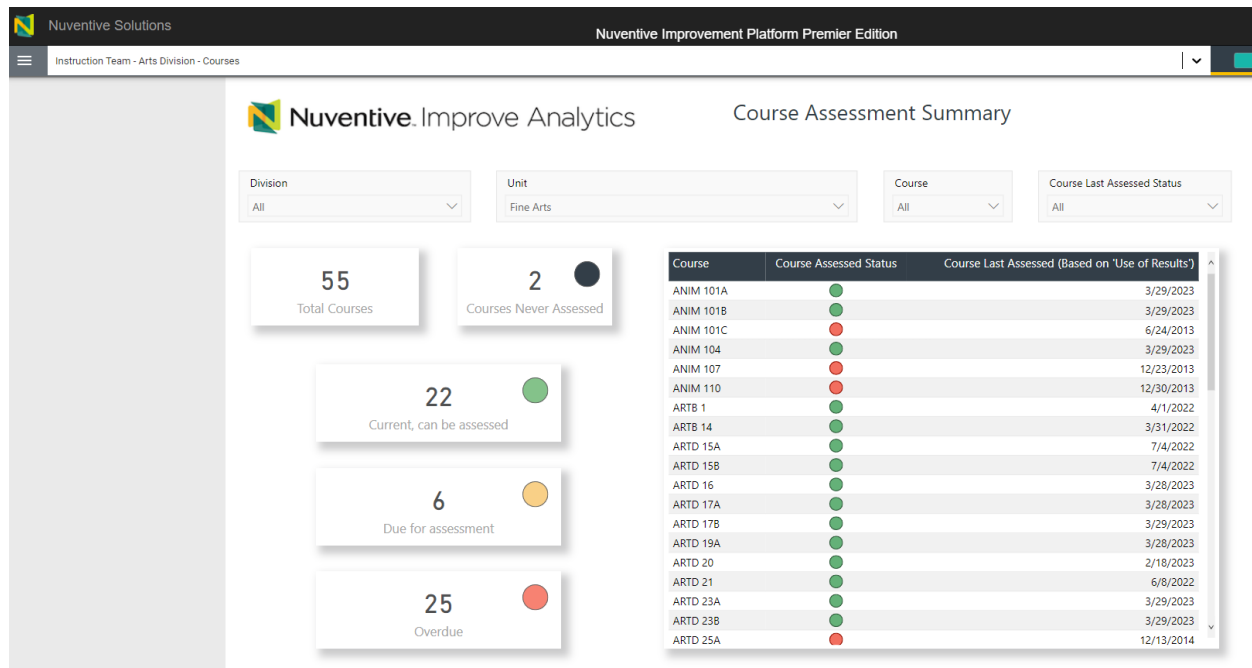 Nuventive Solutions
Nuventive Improvement Platform Premier Edition
Instruction Team - Arts Division - Courses
Nuventive. Improve Analytics
Course Assessment Summary
Division
All
Unit
Fine Arts
Course
All
Course Last Assessed Status
All
55
Total Courses
2
Courses Never Assessed
22
Current, can be assessed
6
Due for assessment
25
Overdue
Course Course Assessed Status Course Last Assessed (Based on 'Use of Results')
ANIM 101A 3/29/2023
ANIM 101B 3/29/2023
ANIM 101C 6/24/2013
ANIM 104 3/29/2023
ANIM 107 12/23/2013
ANIM 110 12/30/2013
ARTB 1 4/1/2022
ARTB 14 3/31/2022
ARTD 15A 7/4/2022
ARTD 15B 7/4/2022
ARTD 16 3/28/2023
ARTD 17A 3/28/2023
ARTD 17B 3/29/2023
ARTD 19A 3/28/2023
ARTD 20 2/18/2023
ARTD 21 6/8/2022
ARTD 23A 3/29/2023
ARTD 23B 3/29/2023
ARTD 25A 12/13/2014